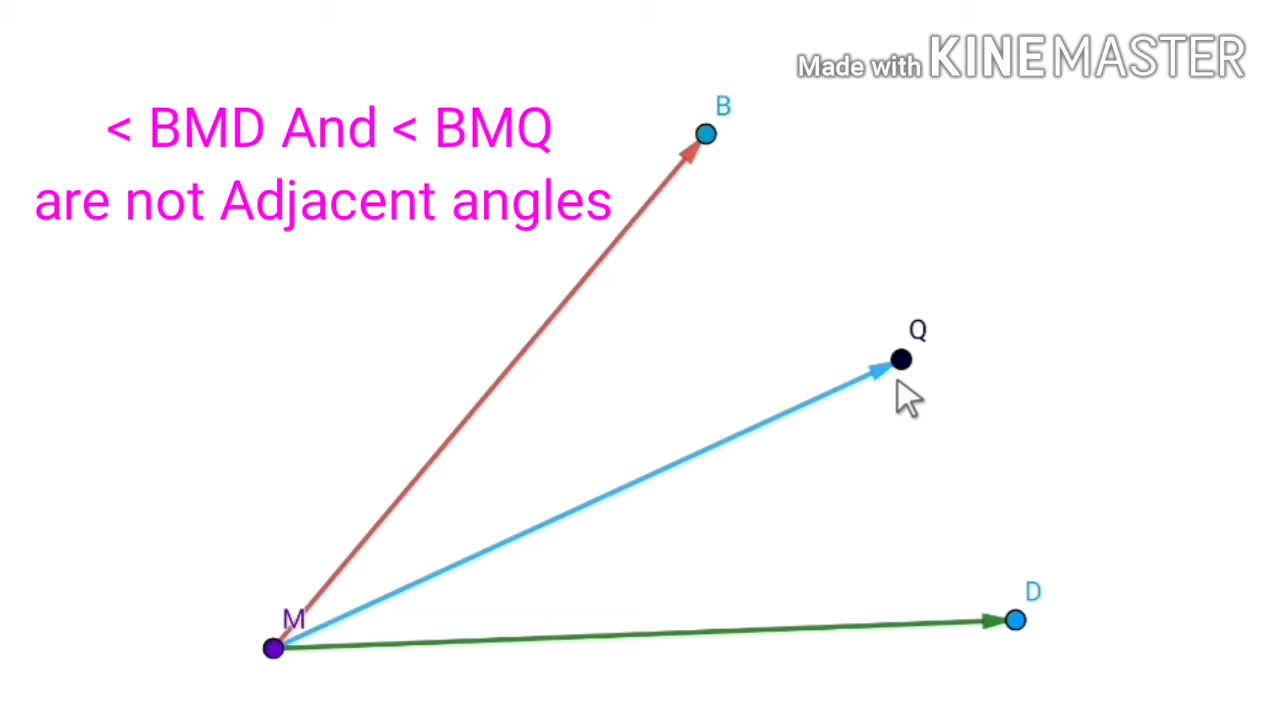 Made with KINEMASTER
B
< BMD And < BMQ
are not Adjacent angles
Q
D
M